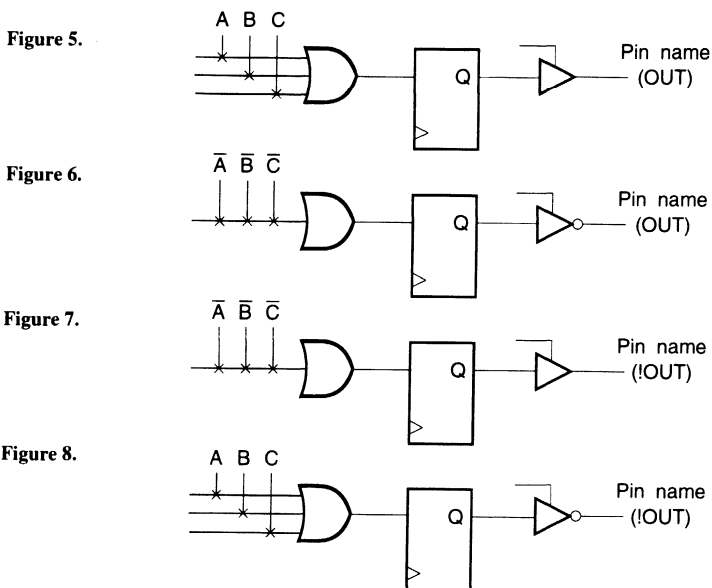 A B C
Figure 5.
Q
Pin name
(OUT)
A̅ B̅ C̅
Figure 6.
Q
Pin name
(OUT)
A̅ B̅ C̅
Figure 7.
Q
Pin name
(!OUT)
A B C
Figure 8.
Q
Pin name
(!OUT)